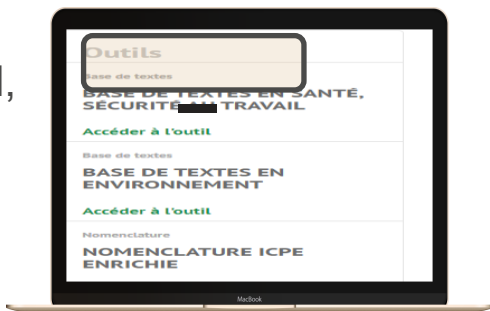 Outils
Base de textes
BASE DE TEXTES EN SANTÉ,
SÉCURITÉ AU TRAVAIL
Accéder à l'outil
Base de textes
BASE DE TEXTES EN
ENVIRONNEMENT
Accéder à l'outil
Nomenclature
NOMENCLATURE ICPE
ENRICHIE
MacBook